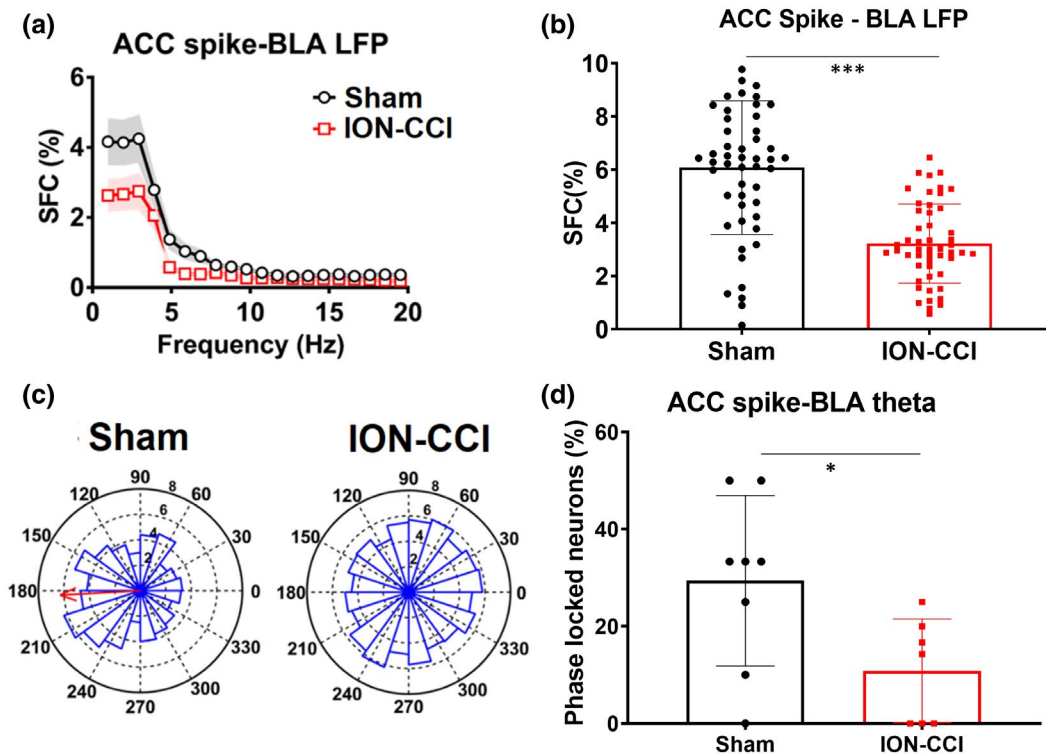 (a)
ACC spike-BLA LFP
6
4
2
0
SFC (%)
Sham
ION-CCI
0 5 10 15 20
Frequency (Hz)
(b)
ACC Spike - BLA LFP
***
10
8
6
4
2
0
SFC(%)
Sham ION-CCI
(c)
Sham
90
120 8 60
6
150 4 30
2
180 0
210 330
240 300
270
ION-CCI
90
120 8 60
6
150 4 30
2
180 0
210 330
240 300
270
(d)
ACC spike-BLA theta
*
60
40
20
0
Phase locked neurons (%)
Sham ION-CCI